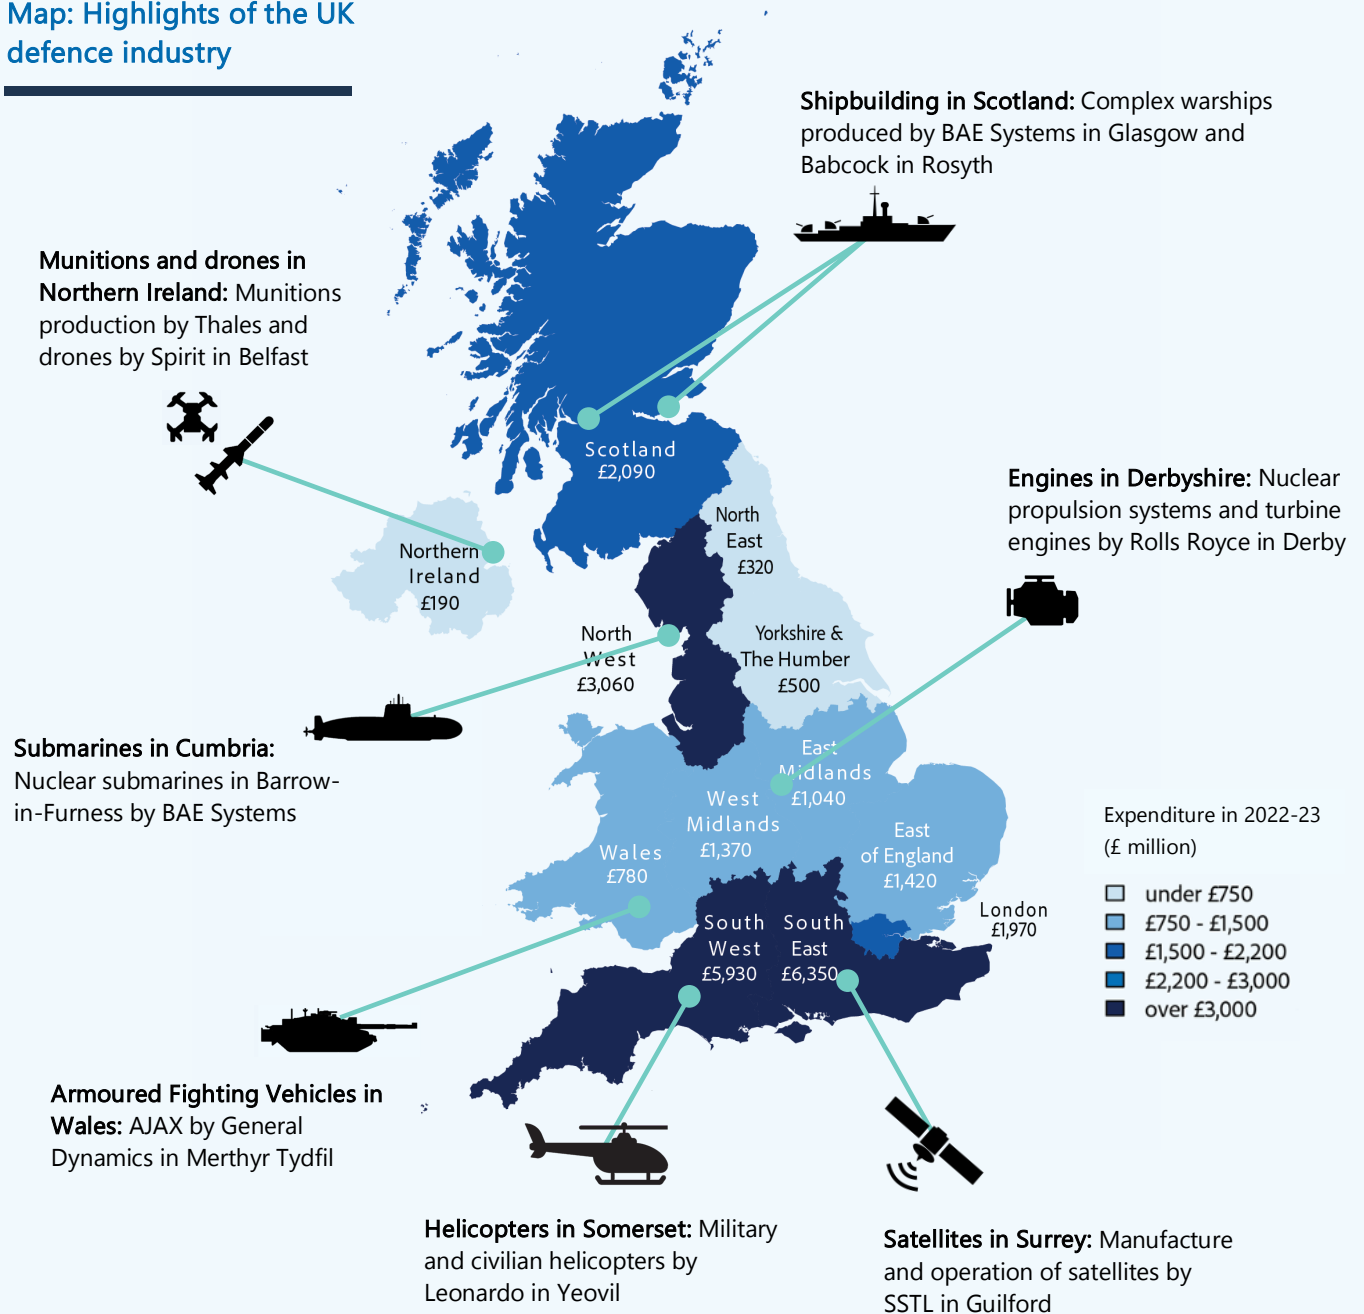 Map: Highlights of the UK
defence industry
Shipbuilding in Scotland: Complex warships
produced by BAE Systems in Glasgow and
Babcock in Rosyth
Munitions and drones in
Northern Ireland: Munitions
production by Thales and
drones by Spirit in Belfast
Scotland
£2,090
Engines in Derbyshire: Nuclear
propulsion systems and turbine
engines by Rolls Royce in Derby
North
East
£320
Northern
Ireland
£190
North
West
£3,060
Yorkshire &
The Humber
£500
Submarines in Cumbria:
Nuclear submarines in Barrow-
in-Furness by BAE Systems
East
Midlands
£1,040
West
Midlands
£1,370
East
of England
£1,420
Wales
£780
London
£1,970
South
West
£5,930
South
East
£6,350
Expenditure in 2022-23
(£ million)
under £750
£750 - £1,500
£1,500 - £2,200
£2,200 - £3,000
over £3,000
Armoured Fighting Vehicles in
Wales: AJAX by General
Dynamics in Merthyr Tydfil
Helicopters in Somerset: Military
and civilian helicopters by
Leonardo in Yeovil
Satellites in Surrey: Manufacture
and operation of satellites by
SSTL in Guilford